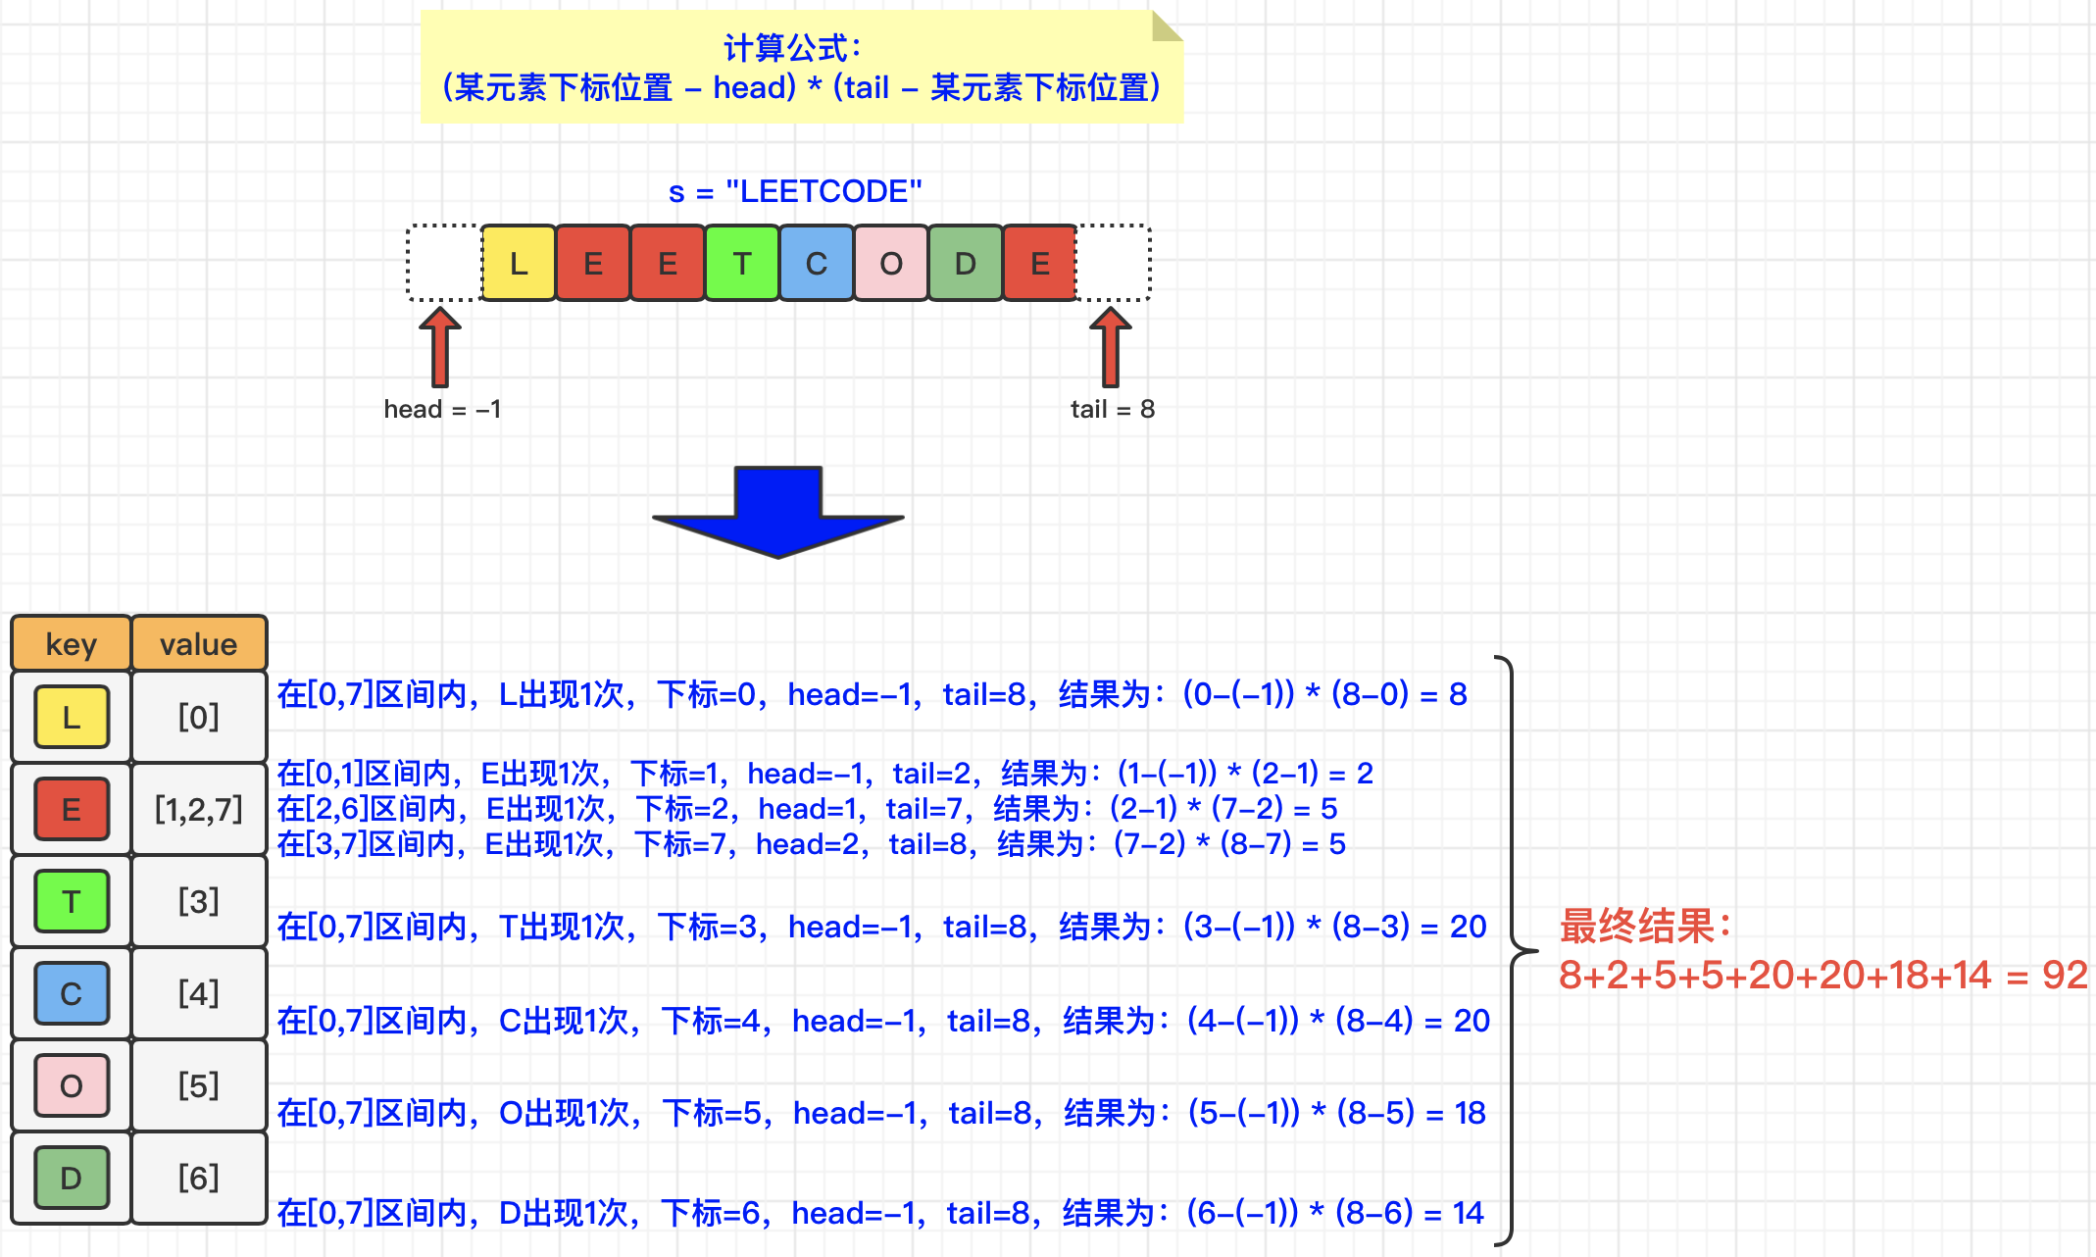 计算公式：
(某元素下标位置 – head) * (tail – 某元素下标位置)
s = "LEETCODE"
L E E T C O D E
head = –1
tail = 8
key value
L [0]
在[0,7]区间内，L出现1次，下标=0，head=–1，tail=8，结果为：(0–(–1)) * (8–0) = 8
E [1,2,7]
在[0,1]区间内，E出现1次，下标=1，head=–1，tail=2，结果为：(1–(–1)) * (2–1) = 2
在[2,6]区间内，E出现1次，下标=2，head=1，tail=7，结果为：(2–1) * (7–2) = 5
在[3,7]区间内，E出现1次，下标=7，head=2，tail=8，结果为：(7–2) * (8–7) = 5
T [3]
在[0,7]区间内，T出现1次，下标=3，head=–1，tail=8，结果为：(3–(–1)) * (8–3) = 20
C [4]
在[0,7]区间内，C出现1次，下标=4，head=–1，tail=8，结果为：(4–(–1)) * (8–4) = 20
O [5]
在[0,7]区间内，O出现1次，下标=5，head=–1，tail=8，结果为：(5–(–1)) * (8–5) = 18
D [6]
在[0,7]区间内，D出现1次，下标=6，head=–1，tail=8，结果为：(6–(–1)) * (8–6) = 14
最终结果：
8+2+5+5+20+20+18+14 = 92